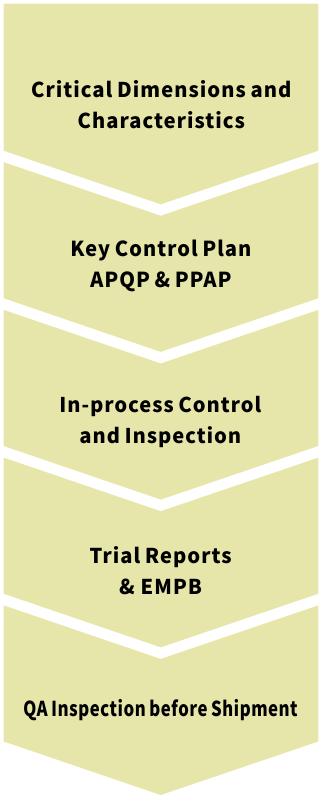 Critical Dimensions and
Characteristics
Key Control Plan
APQP & PPAP
In-process Control
and Inspection
Trial Reports
& EMPB
QA Inspection before Shipment